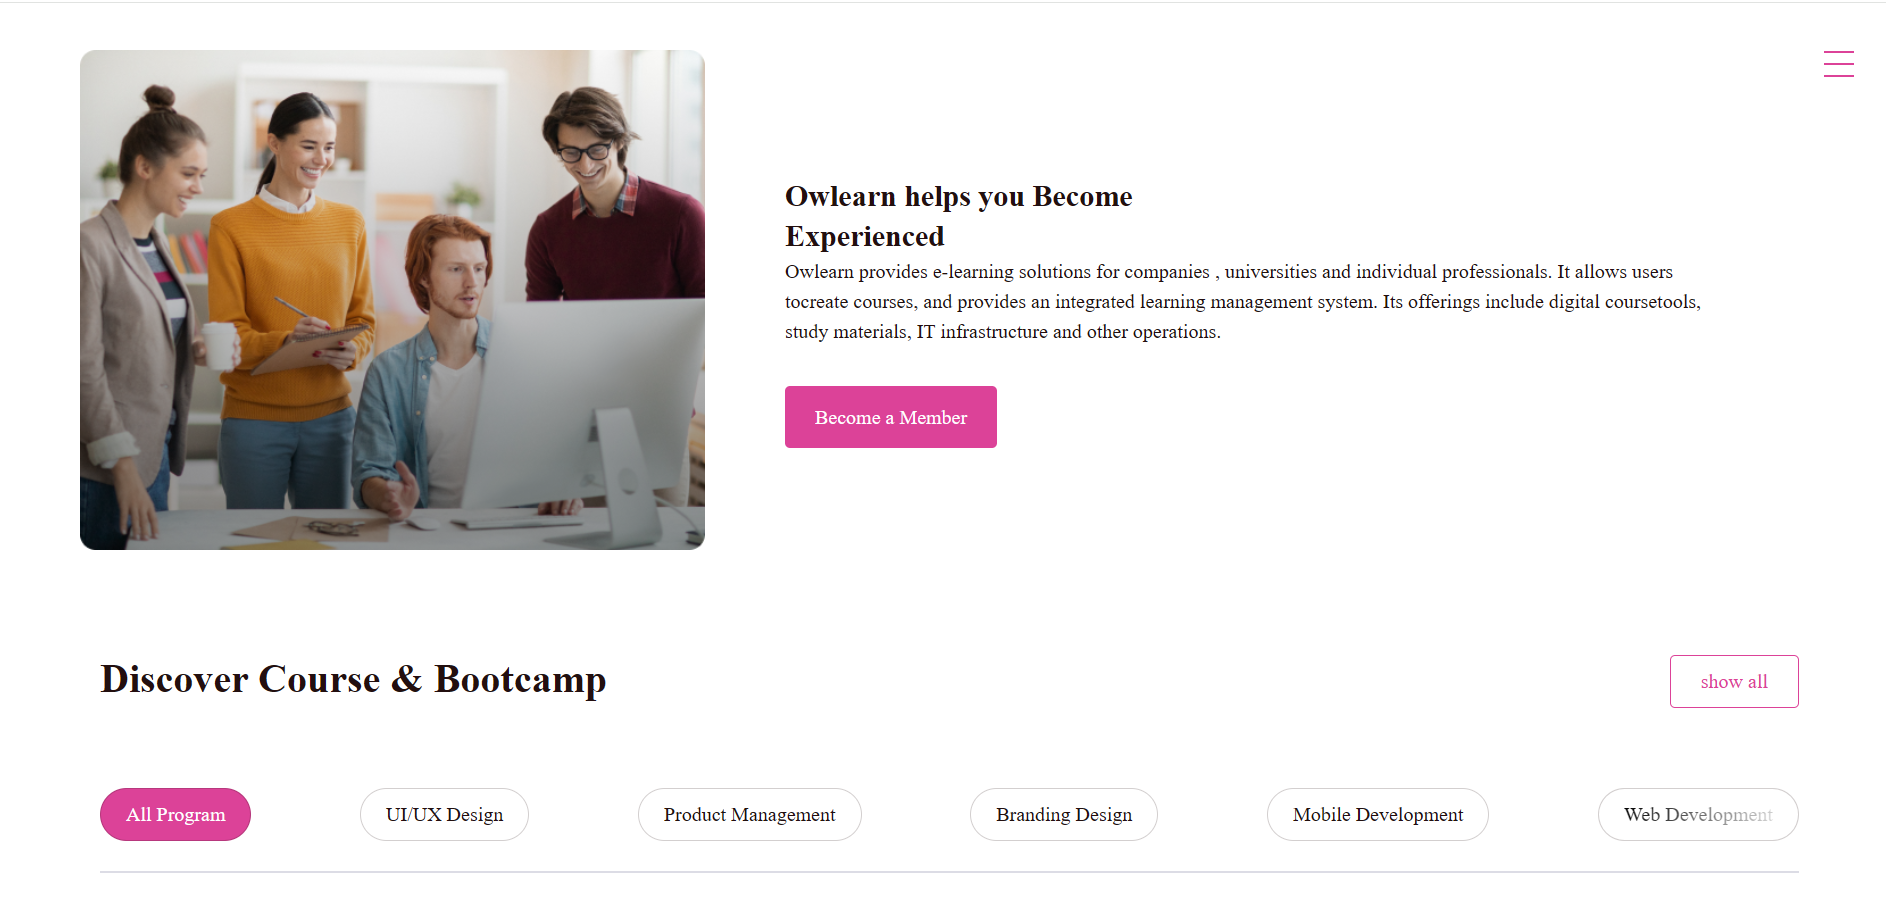 Owlearn helps you Become
Experienced
Owlearn provides e-learning solutions for companies , universities and individual professionals. It allows users
tocreate courses, and provides an integrated learning management system. Its offerings include digital coursetools,
study materials, IT infrastructure and other operations.
Become a Member
Discover Course & Bootcamp
show all
All Program
UI/UX Design
Product Management
Branding Design
Mobile Development
Web Development